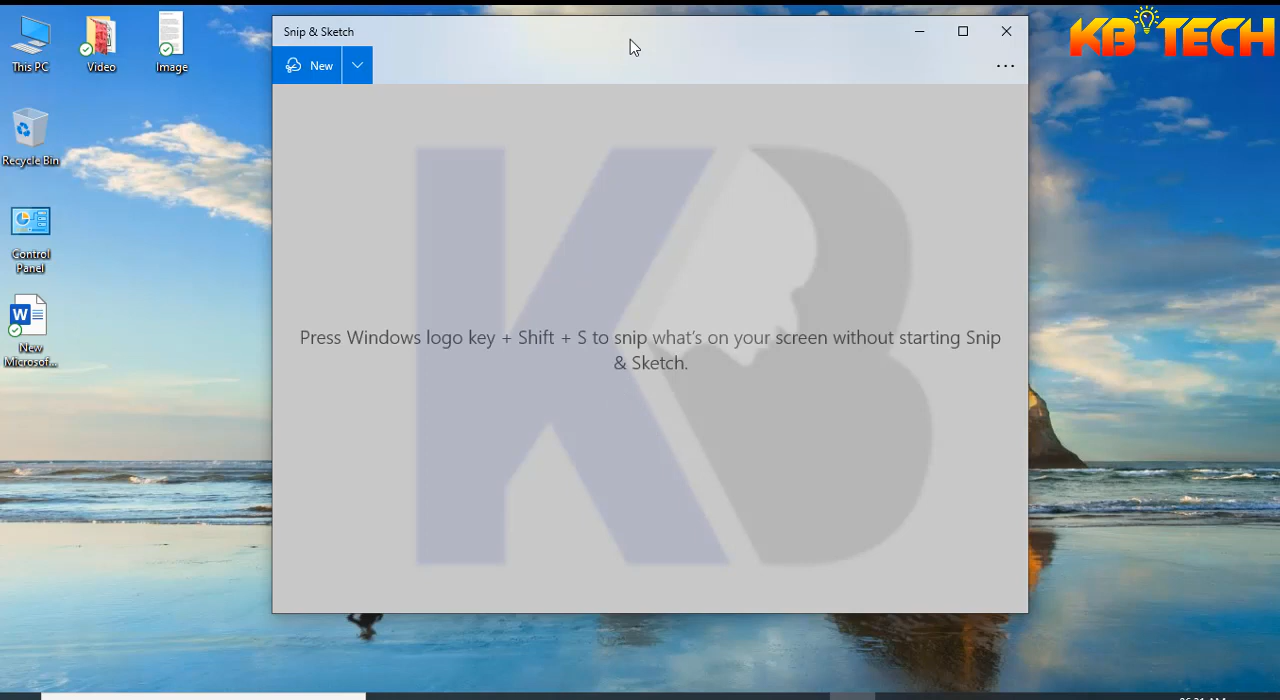 This PC
Video
Image
Recycle Bin
Control
Panel
W
New
Microsof...
Snip & Sketch
New
Press Windows logo key + Shift + S to snip what's on your screen without starting Snip
& Sketch.
KB
KB TECH